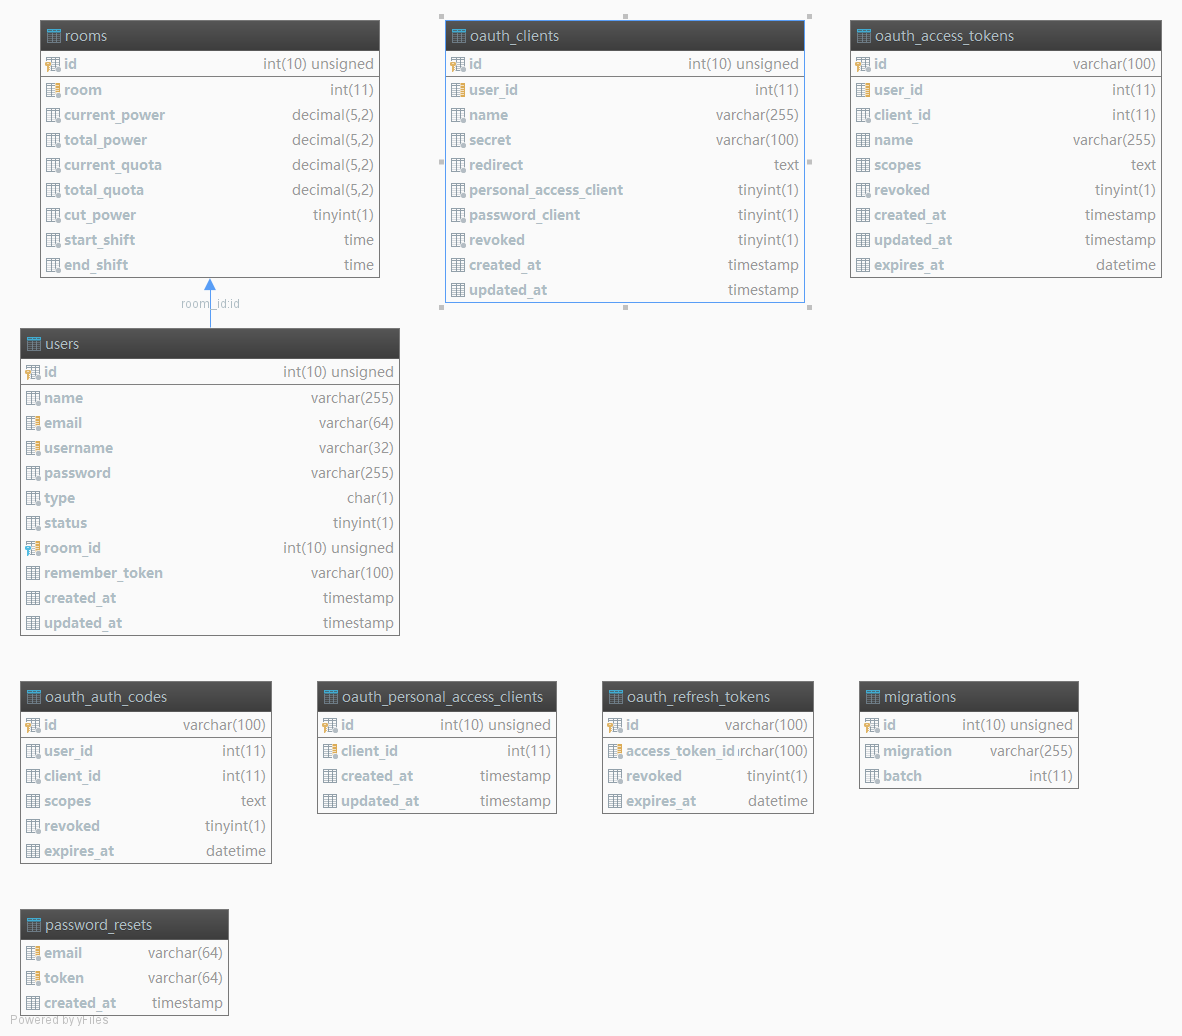 rooms
id int(10) unsigned
room int(11)
current_power decimal(5,2)
total_power decimal(5,2)
current_quota decimal(5,2)
total_quota decimal(5,2)
cut_power tinyint(1)
start_shift time
end_shift time
oauth_clients
id int(10) unsigned
user_id int(11)
name varchar(255)
secret varchar(100)
redirect text
personal_access_client tinyint(1)
password_client tinyint(1)
revoked tinyint(1)
created_at timestamp
updated_at timestamp
oauth_access_tokens
id varchar(100)
user_id int(11)
client_id int(11)
name varchar(255)
scopes text
revoked tinyint(1)
created_at timestamp
updated_at timestamp
expires_at datetime
room_id:id
users
id int(10) unsigned
name varchar(255)
email varchar(64)
username varchar(32)
password varchar(255)
type char(1)
status tinyint(1)
room_id int(10) unsigned
remember_token varchar(100)
created_at timestamp
updated_at timestamp
oauth_auth_codes
id varchar(100)
user_id int(11)
client_id int(11)
scopes text
revoked tinyint(1)
expires_at datetime
oauth_personal_access_clients
id int(10) unsigned
client_id int(11)
created_at timestamp
updated_at timestamp
oauth_refresh_tokens
id varchar(100)
access_token_id rchar(100)
revoked tinyint(1)
expires_at datetime
migrations
id int(10) unsigned
migration varchar(255)
batch int(11)
password_resets
email varchar(64)
token varchar(64)
created_at timestamp
Powered by yFiles